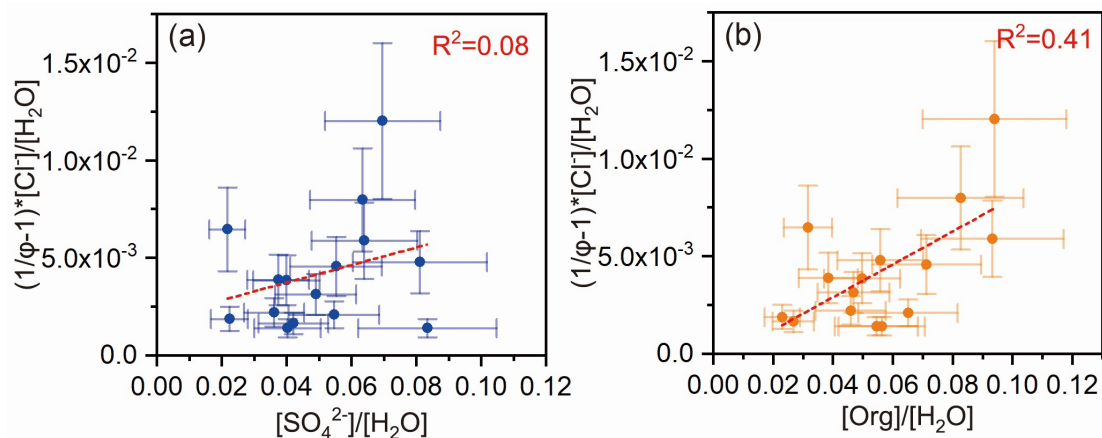 (a)
R²=0.08
(1/φ-1)*[Cl⁻]/[H₂O]
1.5x10⁻²
1.0x10⁻²
5.0x10⁻³
0.0
0.00 0.02 0.04 0.06 0.08 0.10 0.12
[SO₄²⁻]/[H₂O]
(b)
R²=0.41
(1/φ-1)*[Cl⁻]/[H₂O]
1.5x10⁻²
1.0x10⁻²
5.0x10⁻³
0.0
0.00 0.02 0.04 0.06 0.08 0.10 0.12
[Org]/[H₂O]